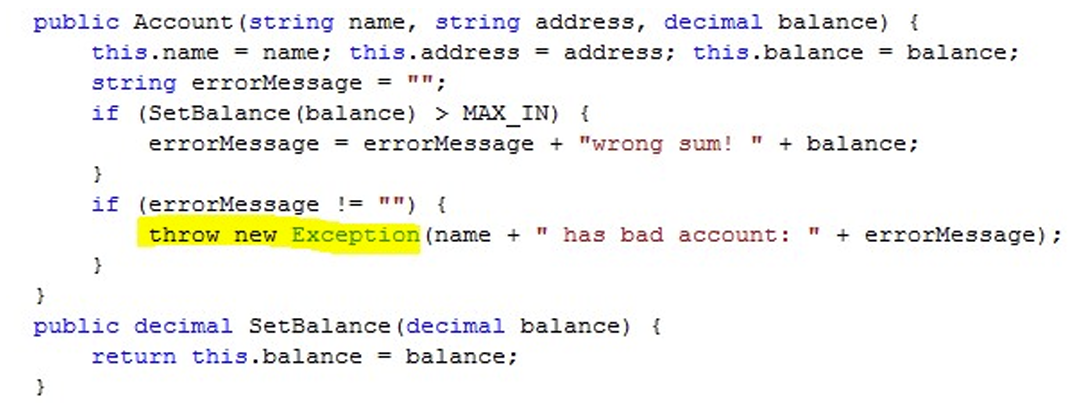 public Account(string name, string address, decimal balance) {
this.name = name; this.address = address; this.balance = balance;
string errorMessage = "";
if (SetBalance(balance) > MAX_IN) {
errorMessage = errorMessage + "wrong sum! " + balance;
}
if (errorMessage != "") {
throw new Exception(name + " has bad account: " + errorMessage);
}
}
public decimal SetBalance(decimal balance) {
return this.balance = balance;
}